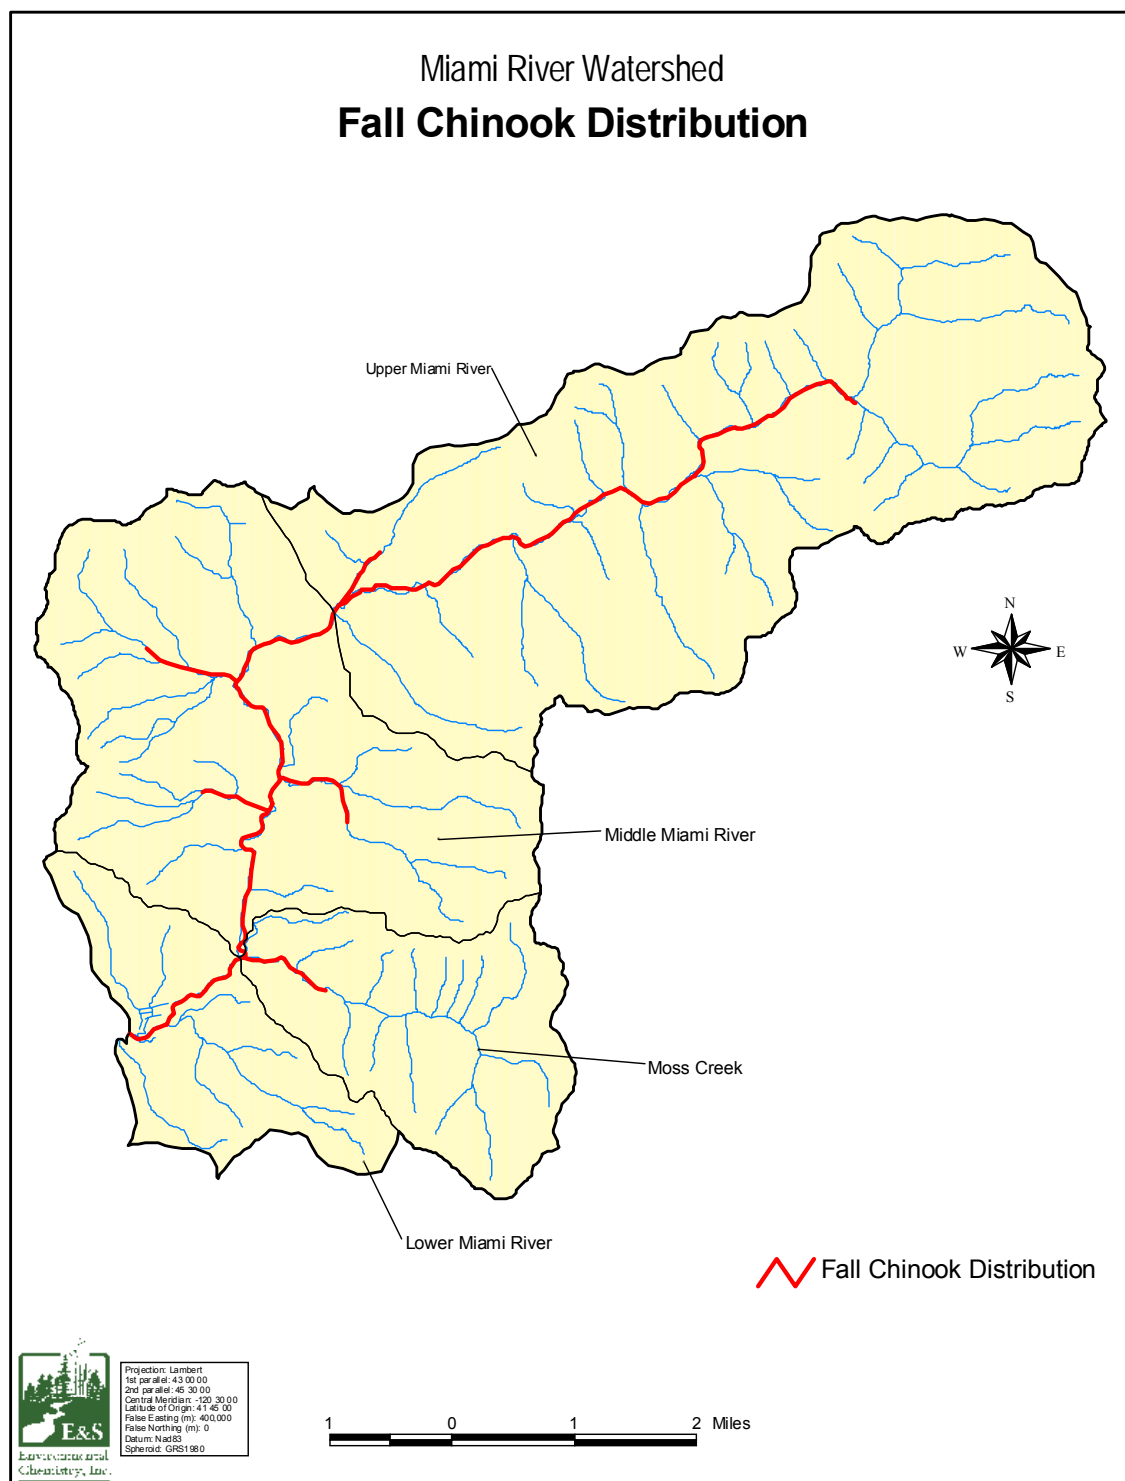 Miami River Watershed
Fall Chinook Distribution
Upper Miami River
N
W E
S
Middle Miami River
Moss Creek
Lower Miami River
Fall Chinook Distribution
E&S
Environmental
Chemistry, Inc.
Projection: Lambert
1st parallel: 43 00 00
2nd parallel: 45 30 00
Central Meridian: -120 30 00
Latitude of Origin: 41 45 00
False Easting (m): 400,000
False Northing (m): 0
Datum: Nad83
Spheroid: GRS1980
1 0 1 2 Miles